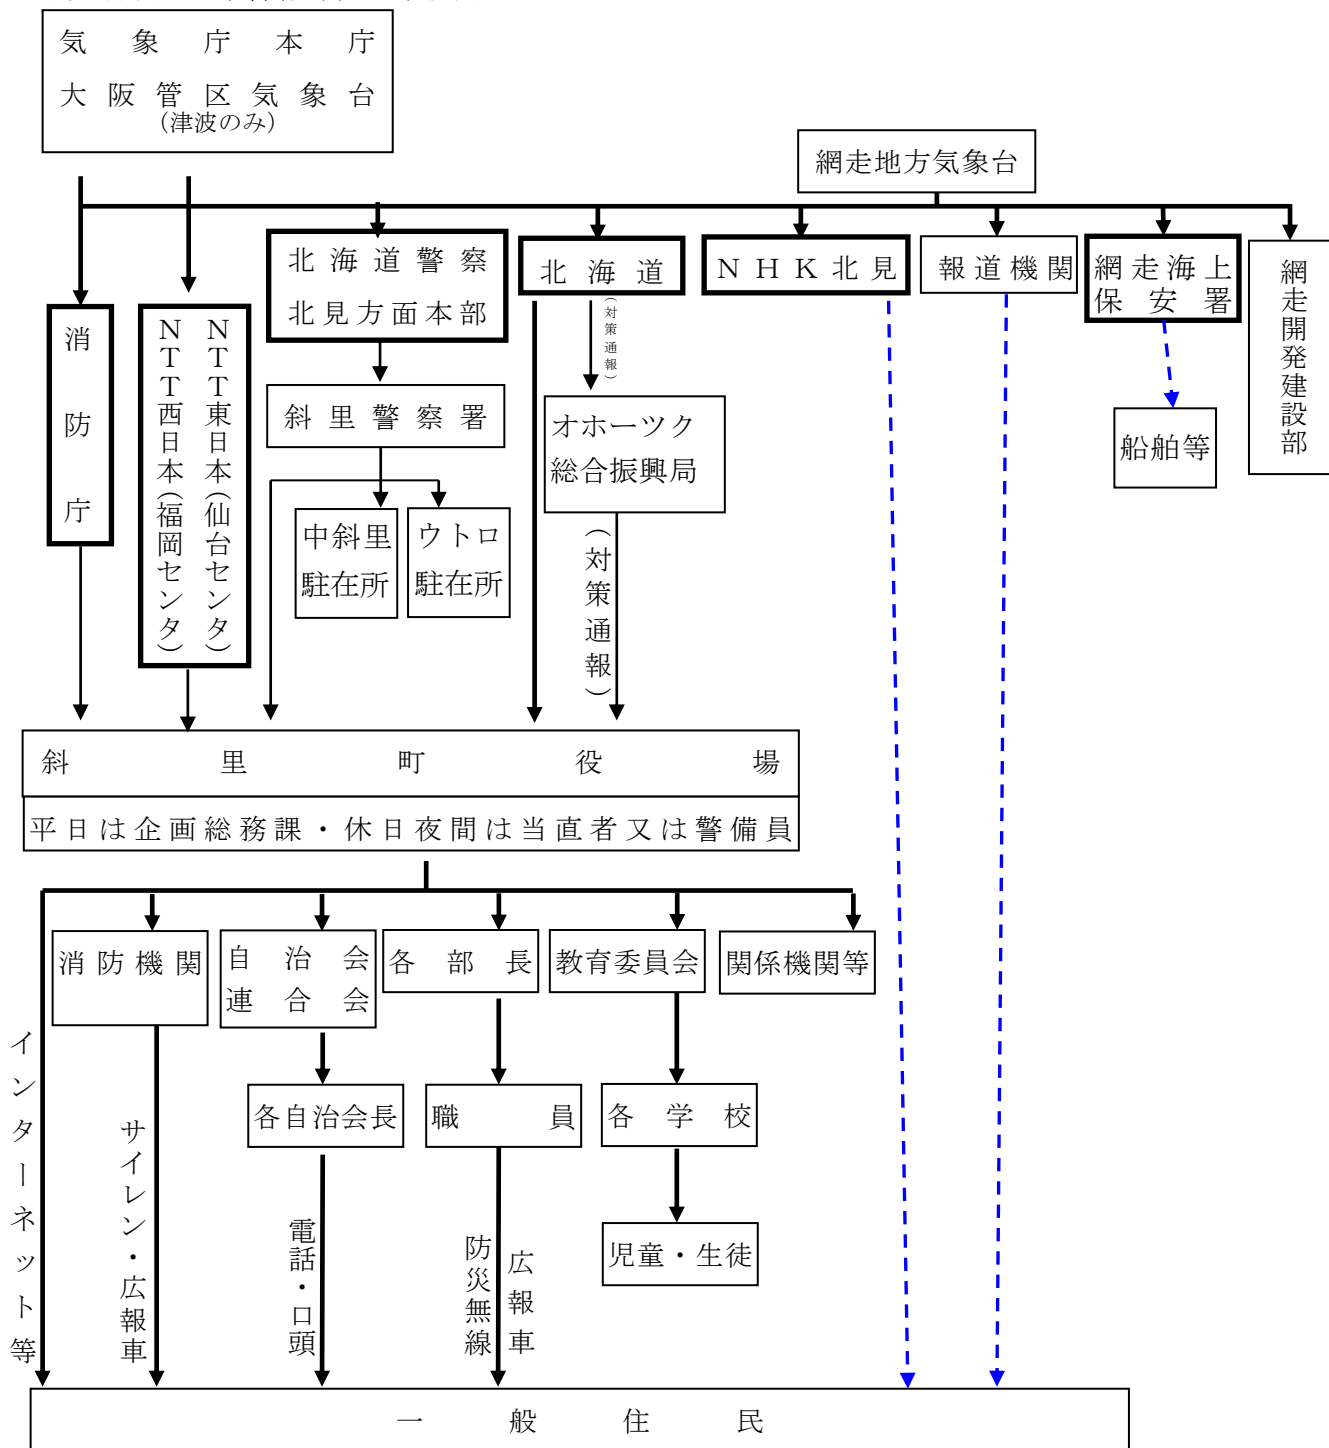 気象庁本庁
大阪管区気象台
（津波のみ）
網走地方気象台
消防庁
NTT東日本（仙台センタ）
NTT西日本（福岡センタ）
北海道警察
北見方面本部
北海道
（対策通報）
NHK北見
報道機関
網走海上
保安署
網走開発建設部
斜里警察署
オホーツク
総合振興局
船舶等
中斜里
駐在所
ウトロ
駐在所
（対策通報）
斜里町役場
平日は企画総務課・休日夜間は当直者又は警備員
消防機関
自治会
連合会
各部長
教育委員会
関係機関等
各自治会長
職員
各学校
児童・生徒
インターネット等
サイレン・広報車
電話・口頭
広報車
防災無線
一般住民